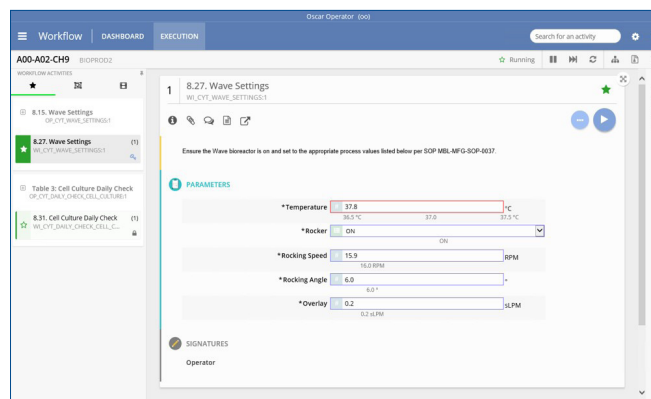 Oscar Operator (oo)
Workflow DASHBOARD EXECUTION Search for an activity
A00-A02-CH9 BIOPROD2 Running
WORKFLOW ACTIVITIES
8.15. Wave Settings
OP_CYT_WAVE_SETTINGS:1
8.27. Wave Settings (1)
WI_CYT_WAVE_SETTINGS:1
Table 3: Cell Culture Daily Check
OP_CYT_DAILY_CHECK_CELL_CULTURE:1
8.31. Cell Culture Daily Check (1)
WI_CYT_DAILY_CHECK_CELL_C...
1 8.27. Wave Settings
WI_CYT_WAVE_SETTINGS:1
Ensure the Wave bioreactor is on and set to the appropriate process values listed below per SOP MBL-MFG-SOP-0037.
PARAMETERS
*Temperature 37.8 °C
36.5 °C 37.0 37.5 °C
*Rocker ON
ON
*Rocking Speed 15.9 RPM
16.0 RPM
*Rocking Angle 6.0 °
6.0 °
*Overlay 0.2 sLPM
0.2 sLPM
SIGNATURES
Operator